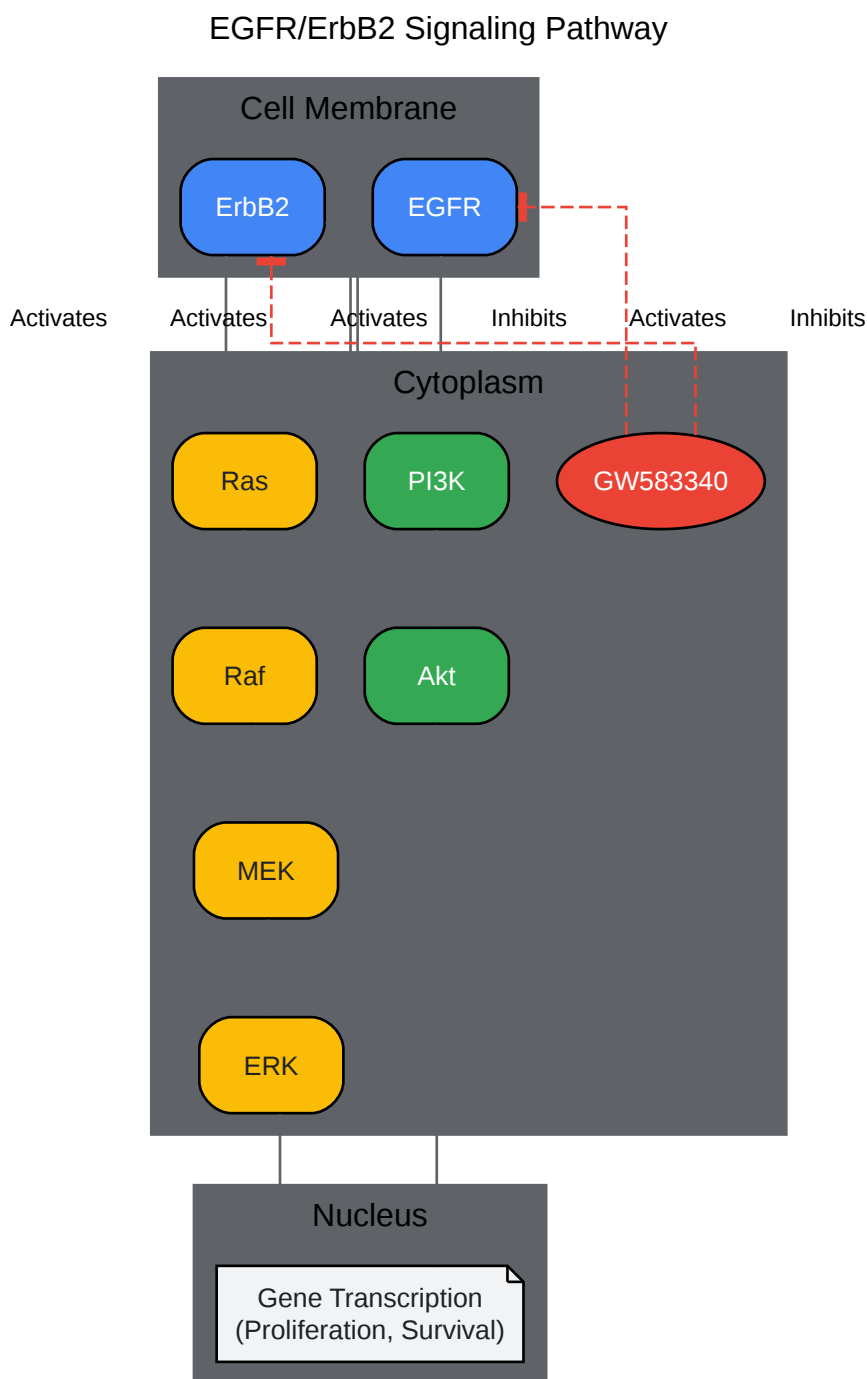 EGFR/ErbB2 Signaling Pathway
Cell Membrane
ErbB2
EGFR
Activates
Activates
Activates
Inhibits
Activates
Inhibits
Cytoplasm
Ras
PI3K
GW583340
Raf
Akt
MEK
ERK
Nucleus
Gene Transcription
(Proliferation, Survival)